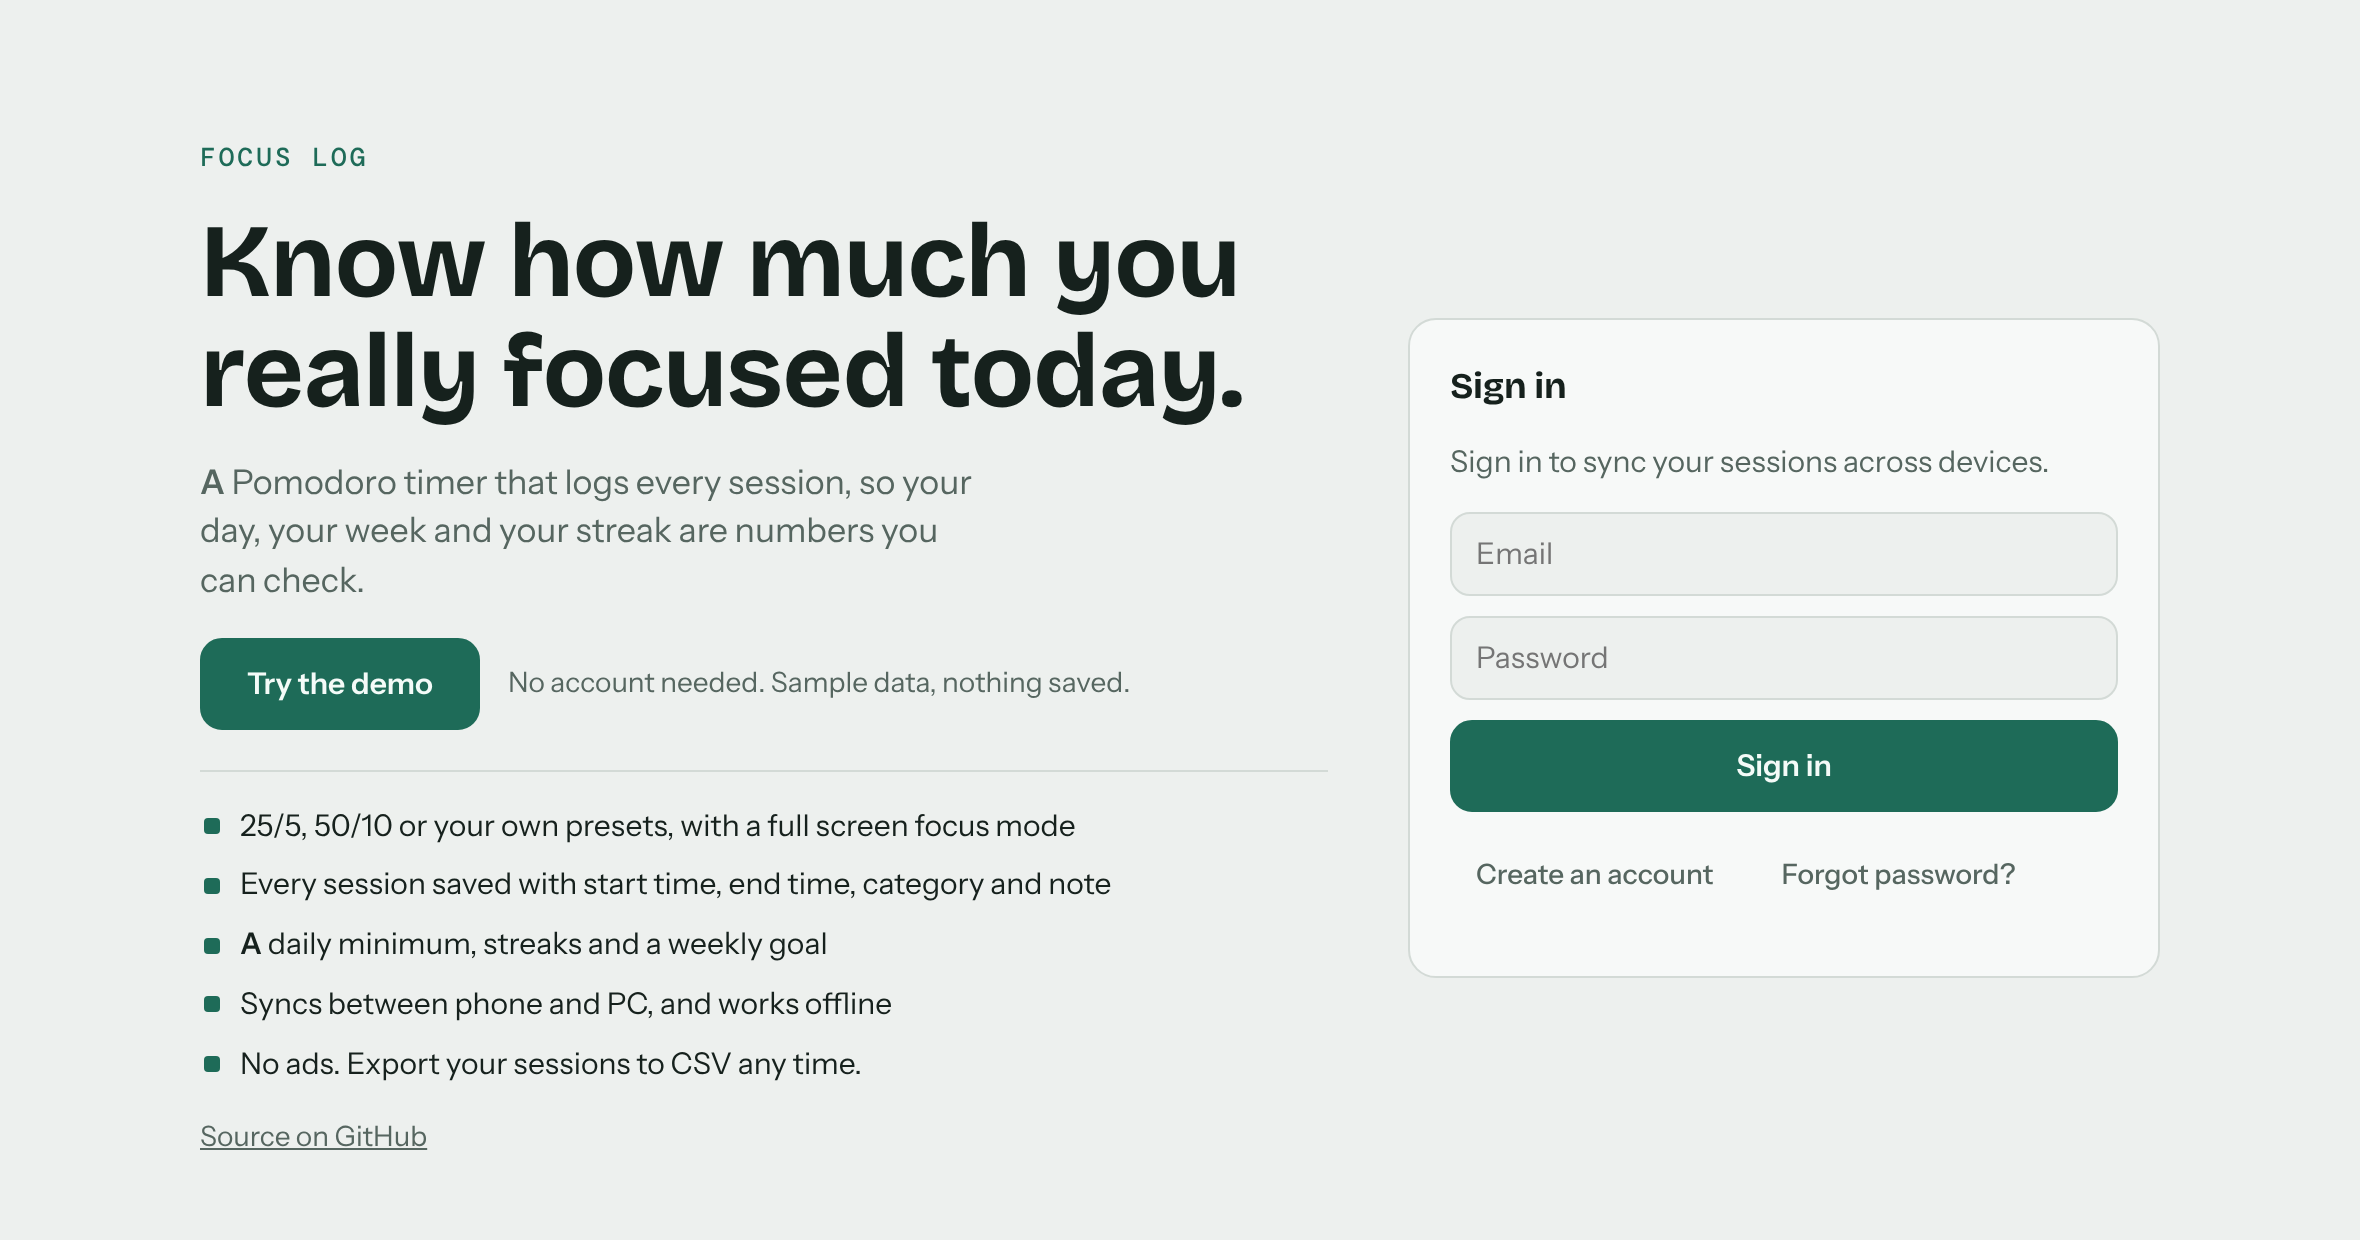 FOCUS LOG
Know how much you
really focused today.
A Pomodoro timer that logs every session, so your
day, your week and your streak are numbers you
can check.
Try the demo
No account needed. Sample data, nothing saved.
25/5, 50/10 or your own presets, with a full screen focus mode
Every session saved with start time, end time, category and note
A daily minimum, streaks and a weekly goal
Syncs between phone and PC, and works offline
No ads. Export your sessions to CSV any time.
Source on GitHub
Sign in
Sign in to sync your sessions across devices.
Email
Password
Sign in
Create an account
Forgot password?